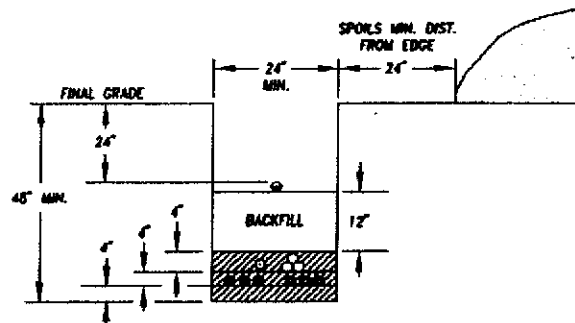 SPOILS MIN. DIST.
FROM EDGE
24"
MIN.
24"
FINAL GRADE
24"
48" MIN.
4"
BACKFILL
12"
4"
4"